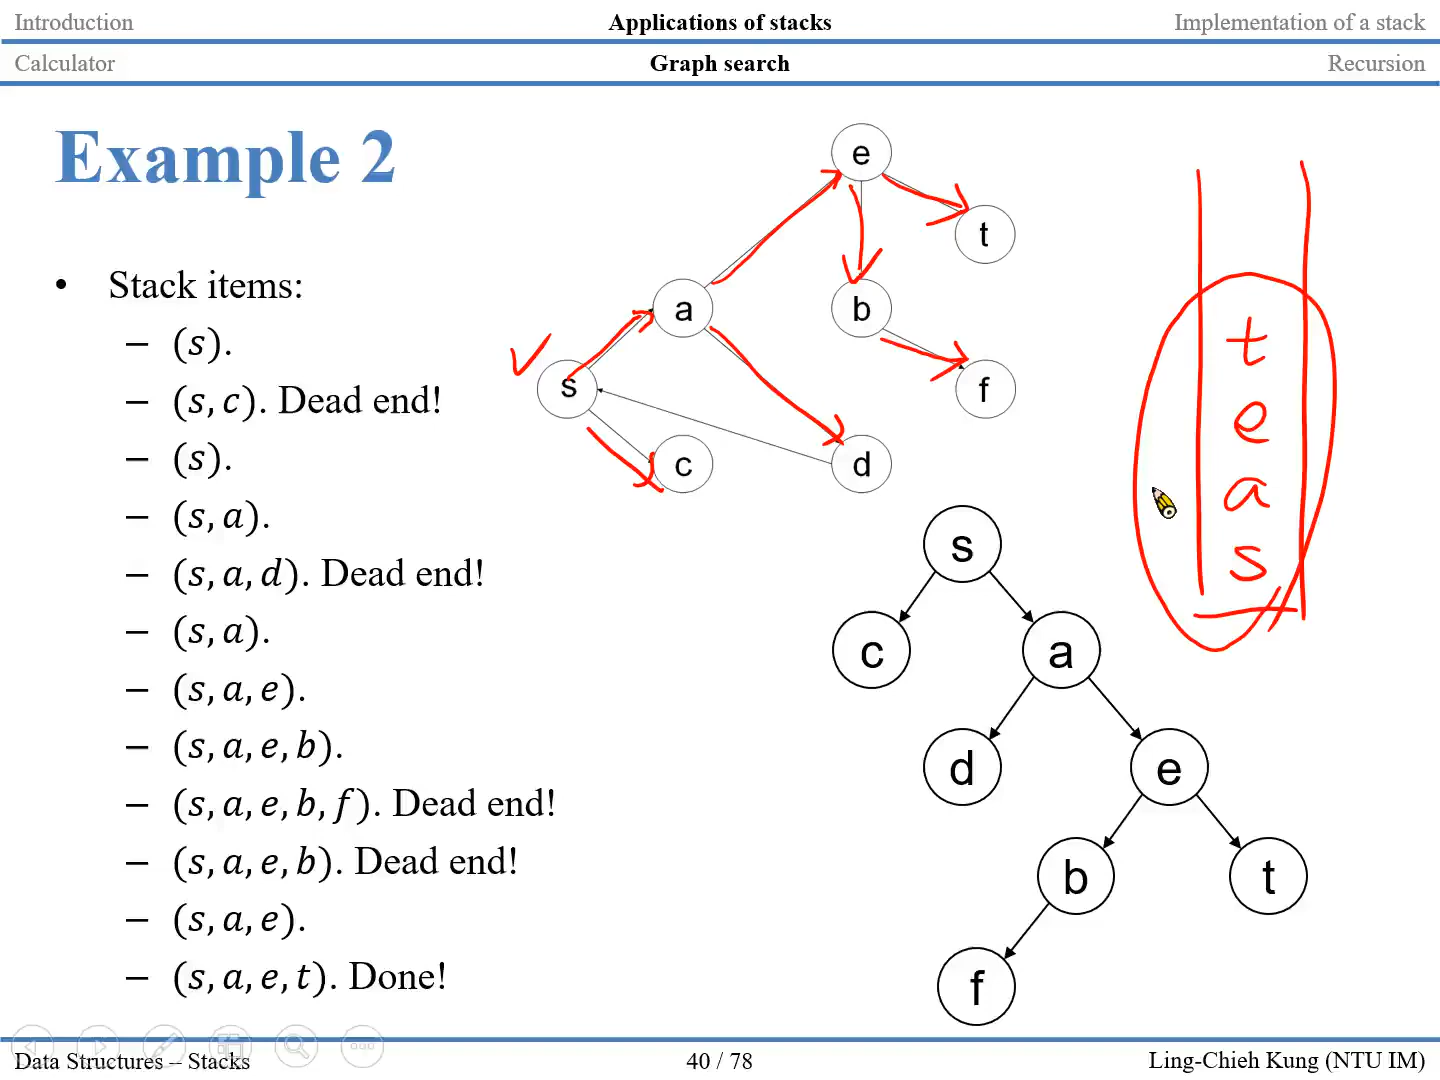 Introduction Applications of stacks Implementation of a stack
Calculator Graph search Recursion
Example 2
• Stack items:
– (s).
– (s, c). Dead end!
– (s).
– (s, a).
– (s, a, d). Dead end!
– (s, a).
– (s, a, e).
– (s, a, e, b).
– (s, a, e, b, f). Dead end!
– (s, a, e, b). Dead end!
– (s, a, e).
– (s, a, e, t). Done!
e
t
a
b
s
f
c
d
t
e
a
s
s
c
a
d
e
b
t
f
Data Structures – Stacks 40 / 78 Ling-Chieh Kung (NTU IM)